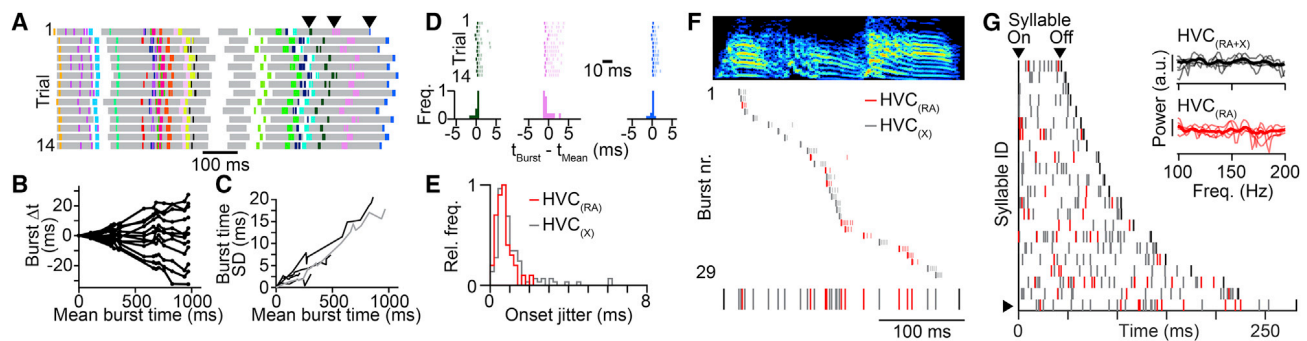 A
1
Trial
14
100 ms
B
Burst Δt
(ms)
20
0
-20
0
5000
1000
Mean burst time (ms)
C
Burst time
SD (ms)
20
15
10
5
0
0
5000
1000
Mean burst time (ms)
D
1
Trial
14
10 ms
Freq.
-5 0 5
-5 0 5
-5 0 5
tBurst - tMean (ms)
E
Rel. freq.
1
0
0
4
8
HVC(RA)
HVC(X)
Onset jitter (ms)
F
1
HVC(RA)
HVC(X)
Burst nr.
29
100 ms
G
Syllable
On Off
Syllable ID
0
Time (ms)
250
HVC(RA+X)
Power (a.u.)
HVC(RA)
100 150 200
Freq. (Hz)